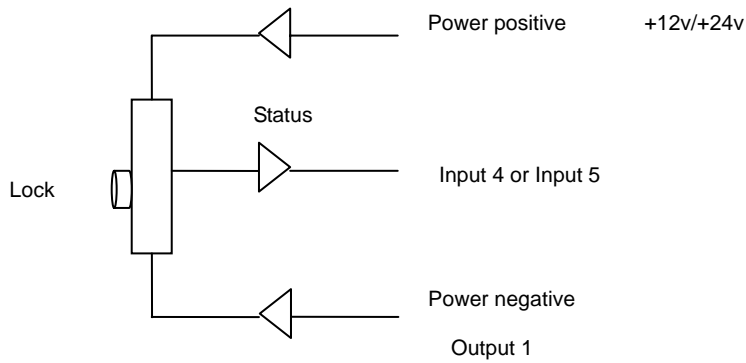 Power positive +12v/+24v
Status
Input 4 or Input 5
Lock
Power negative
Output 1